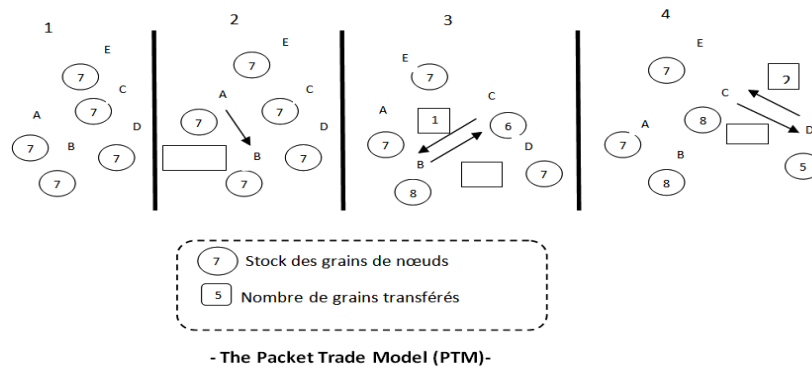 1
E
7
C
7
A
D
B
7
7
7
2
E
7
A
C
7
7
D
B
7
7
3
E
7
A
C
1
6
D
7
B
7
8
4
E
7
2
C
D
A
8
7
B
5
8
7 Stock des grains de nœuds
5 Nombre de grains transférés
- The Packet Trade Model (PTM)-